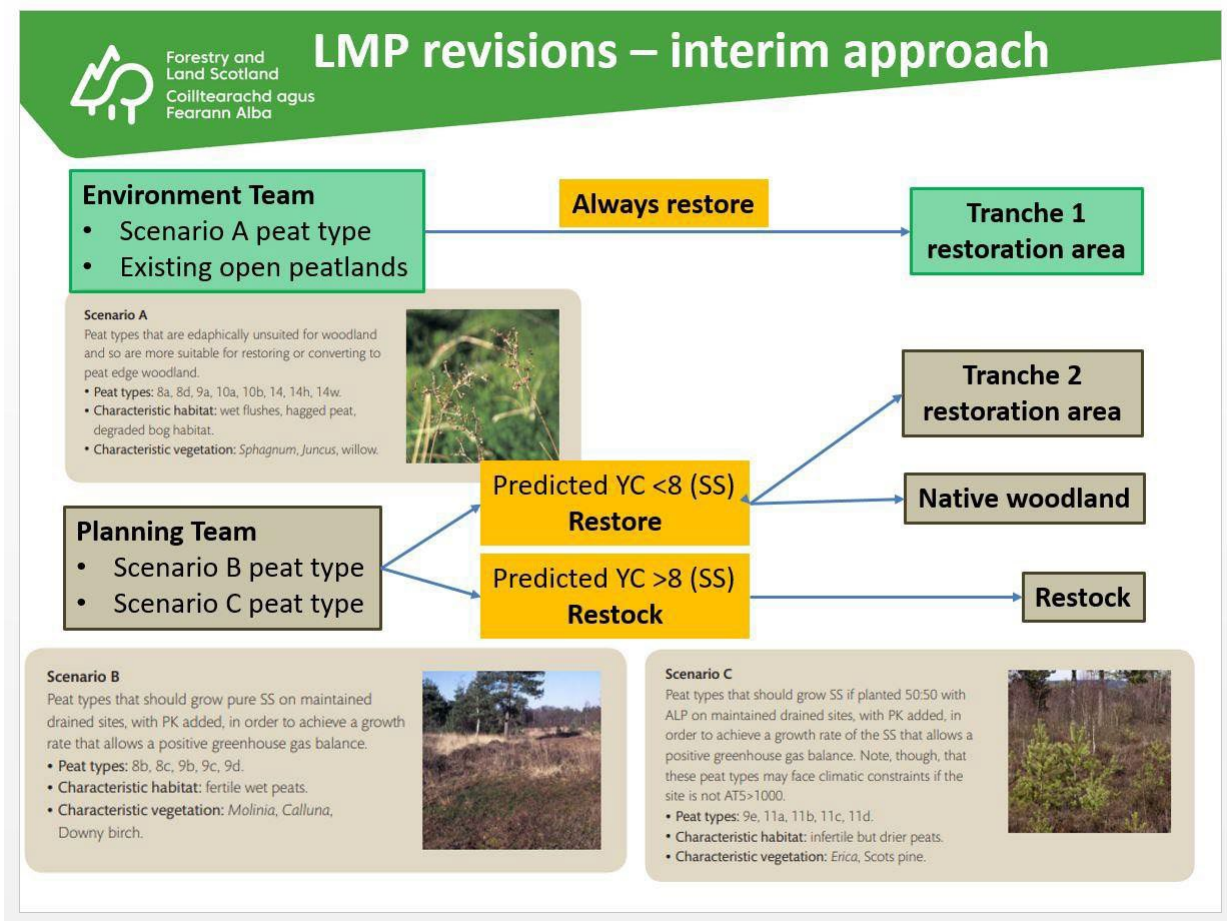 Forestry and
Land Scotland
Coilltearachd agus
Fearann Alba
LMP revisions – interim approach
Environment Team
• Scenario A peat type
• Existing open peatlands
Always restore
Tranche 1
restoration area
Scenario A
Peat types that are edaphically unsuited for woodland
and so are more suitable for restoring or converting to
peat edge woodland.
• Peat types: 8a, 8d, 9a, 10a, 10b, 14, 14h, 14w.
• Characteristic habitat: wet flushes, hagged peat,
degraded bog habitat.
• Characteristic vegetation: Sphagnum, Juncus, willow.
Tranche 2
restoration area
Predicted YC <8 (SS)
Restore
Native woodland
Planning Team
• Scenario B peat type
• Scenario C peat type
Predicted YC >8 (SS)
Restock
Restock
Scenario B
Peat types that should grow pure SS on maintained
drained sites, with PK added, in order to achieve a growth
rate that allows a positive greenhouse gas balance.
• Peat types: 8b, 8c, 9b, 9c, 9d.
• Characteristic habitat: fertile wet peats.
• Characteristic vegetation: Molinia, Calluna,
Downy birch.
Scenario C
Peat types that should grow SS if planted 50:50 with
ALP on maintained drained sites, with PK added, in
order to achieve a growth rate of the SS that allows a
positive greenhouse gas balance. Note, though, that
these peat types may face climatic constraints if the
site is not AT5>1000.
• Peat types: 9e, 11a, 11b, 11c, 11d.
• Characteristic habitat: infertile but drier peats.
• Characteristic vegetation: Erica, Scots pine.